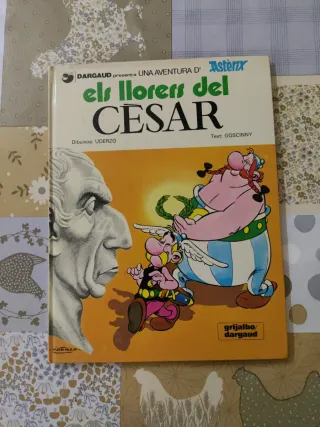 DARGAUD presenta UNA AVENTURA D'
Astèrix
els llorers del
CÈSAR
Dibuixos: UDERZO
Text: GOSCINNY
grijalbo/
dargaud